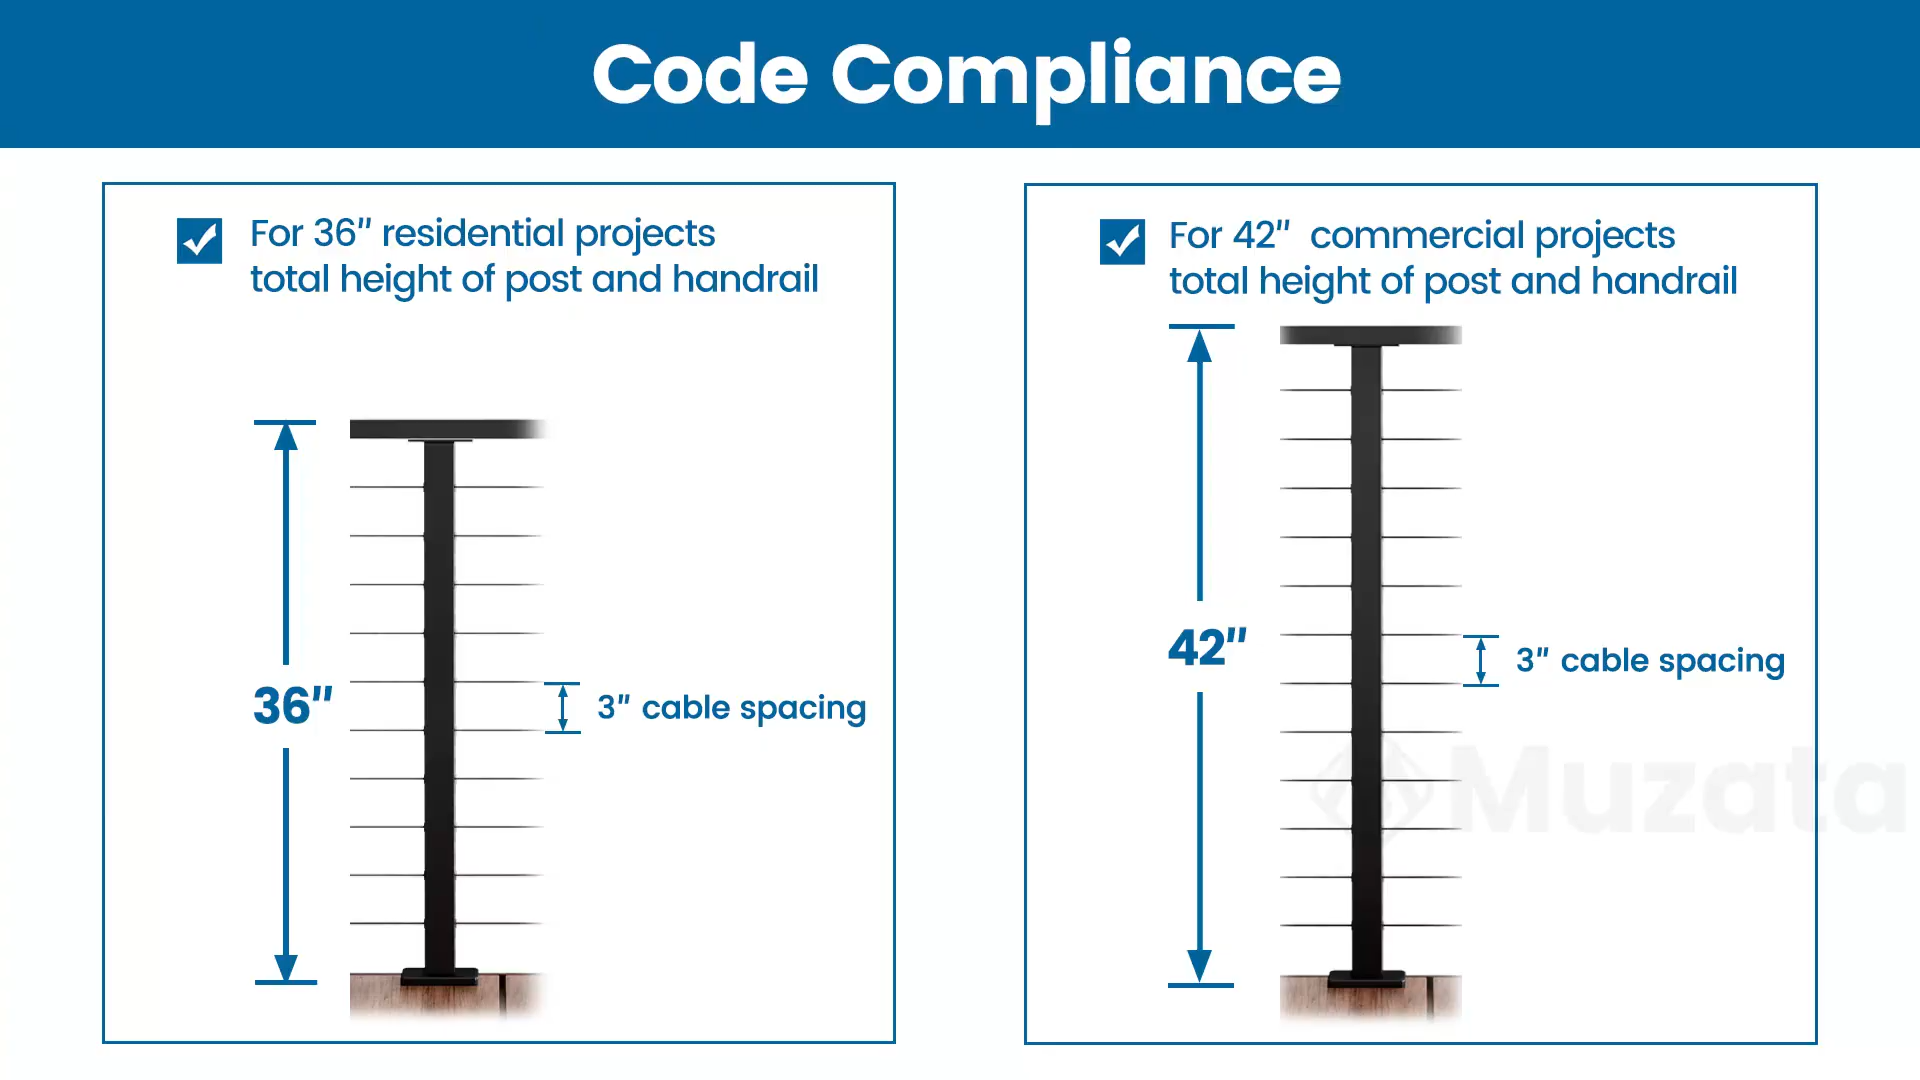 Code Compliance
For 36" residential projects
total height of post and handrail
36"
3" cable spacing
For 42" commercial projects
total height of post and handrail
42"
3" cable spacing
Muzata